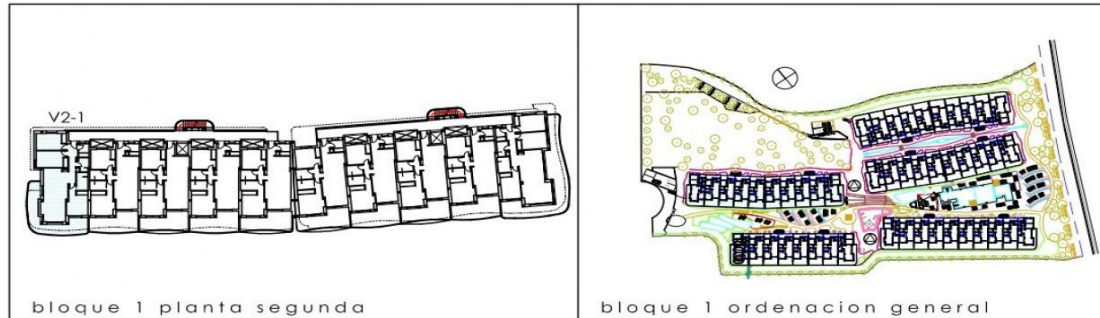 V2-1
bloque 1 planta segunda
bloque 1 ordenacion general